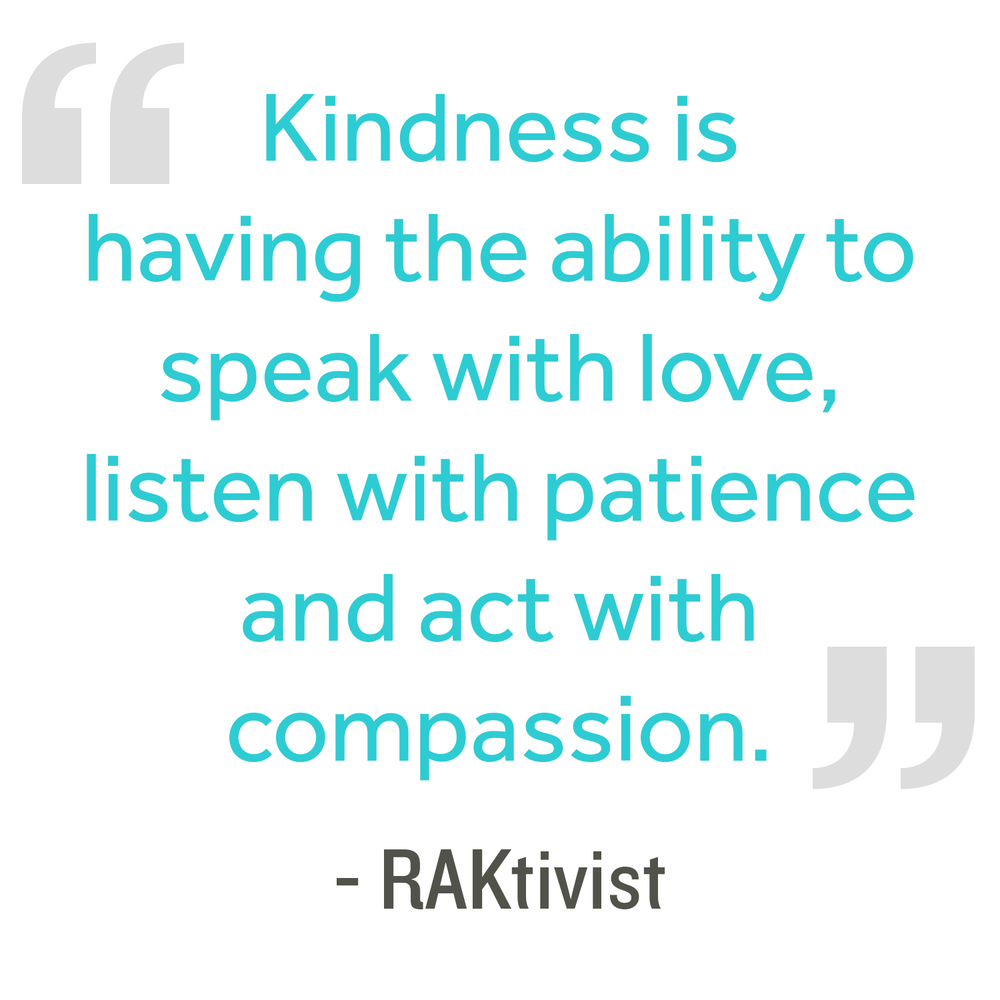 “
Kindness is
having the ability to
speak with love,
listen with patience
and act with
compassion.
”
- RAKtivist